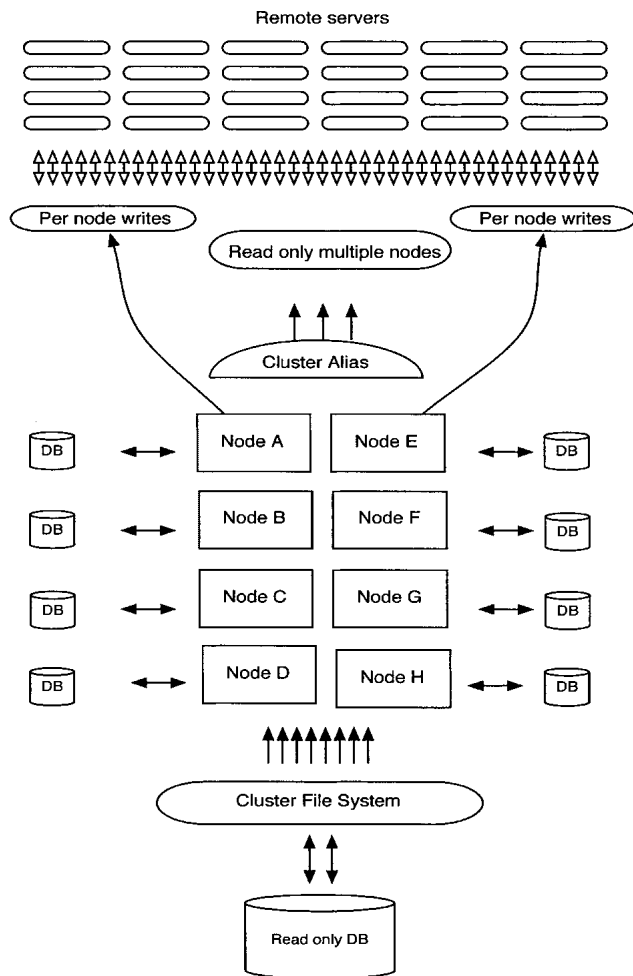 Remote servers
Per node writes
Per node writes
Read only multiple nodes
Cluster Alias
DB
Node A
Node E
DB
DB
Node B
Node F
DB
DB
Node C
Node G
DB
DB
Node D
Node H
DB
Cluster File System
Read only DB